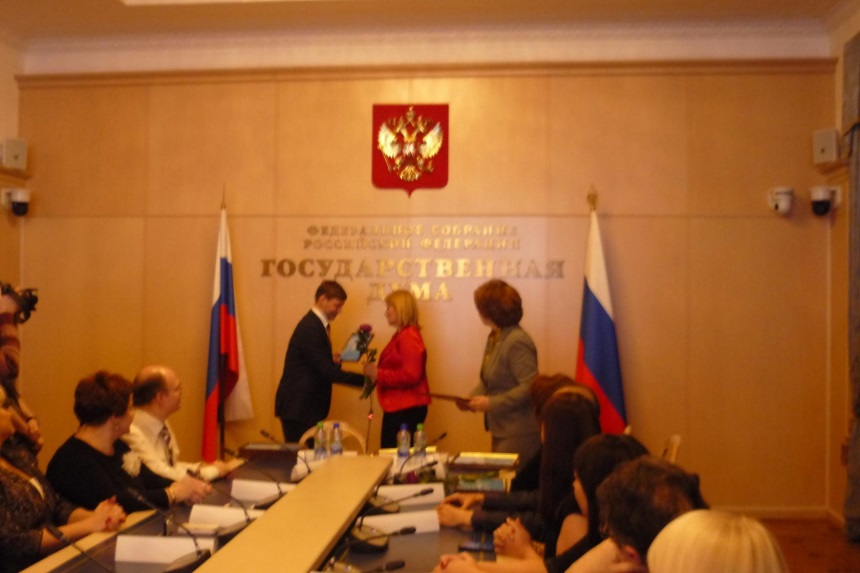 ФЕДЕРАЛЬНОЕ СОБРАНИЕ
РОССИЙСКОЙ ФЕДЕРАЦИИ
ГОСУДАРСТВЕННАЯ
ДУМА